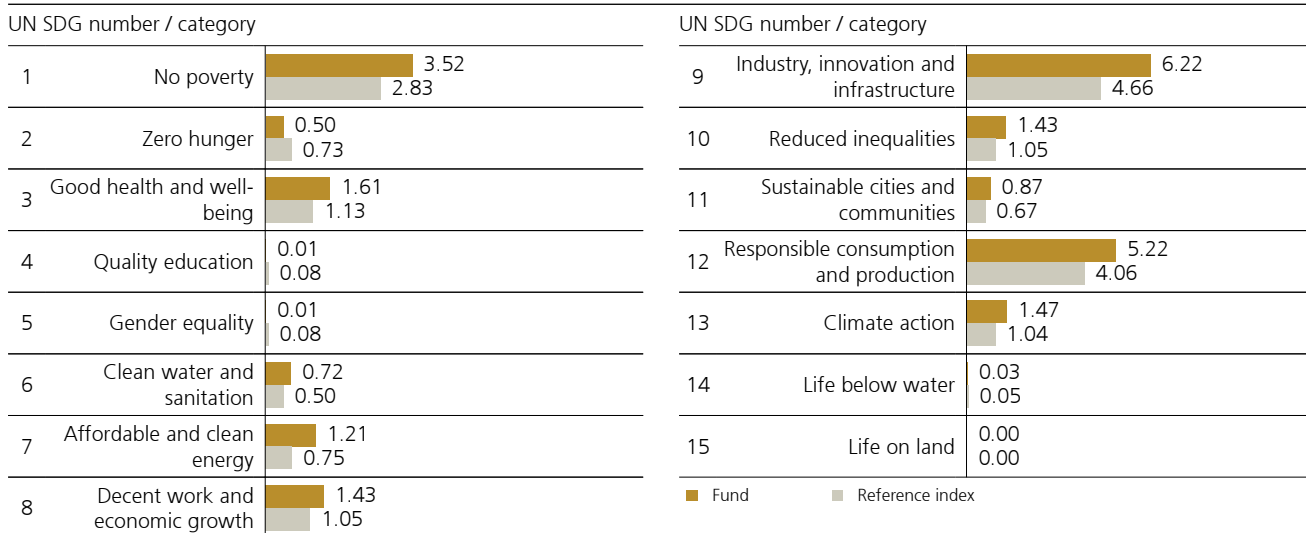 UN SDG number / category
1
No poverty
3.52
2.83
2
Zero hunger
0.50
0.73
3
Good health and well-
being
1.61
1.13
4
Quality education
0.01
0.08
5
Gender equality
0.01
0.08
6
Clean water and
sanitation
0.72
0.50
7
Affordable and clean
energy
1.21
0.75
8
Decent work and
economic growth
1.43
1.05
UN SDG number / category
9
Industry, innovation and
infrastructure
6.22
4.66
10
Reduced inequalities
1.43
1.05
11
Sustainable cities and
communities
0.87
0.67
12
Responsible consumption
and production
5.22
4.06
13
Climate action
1.47
1.04
14
Life below water
0.03
0.05
15
Life on land
0.00
0.00
Fund
Reference index